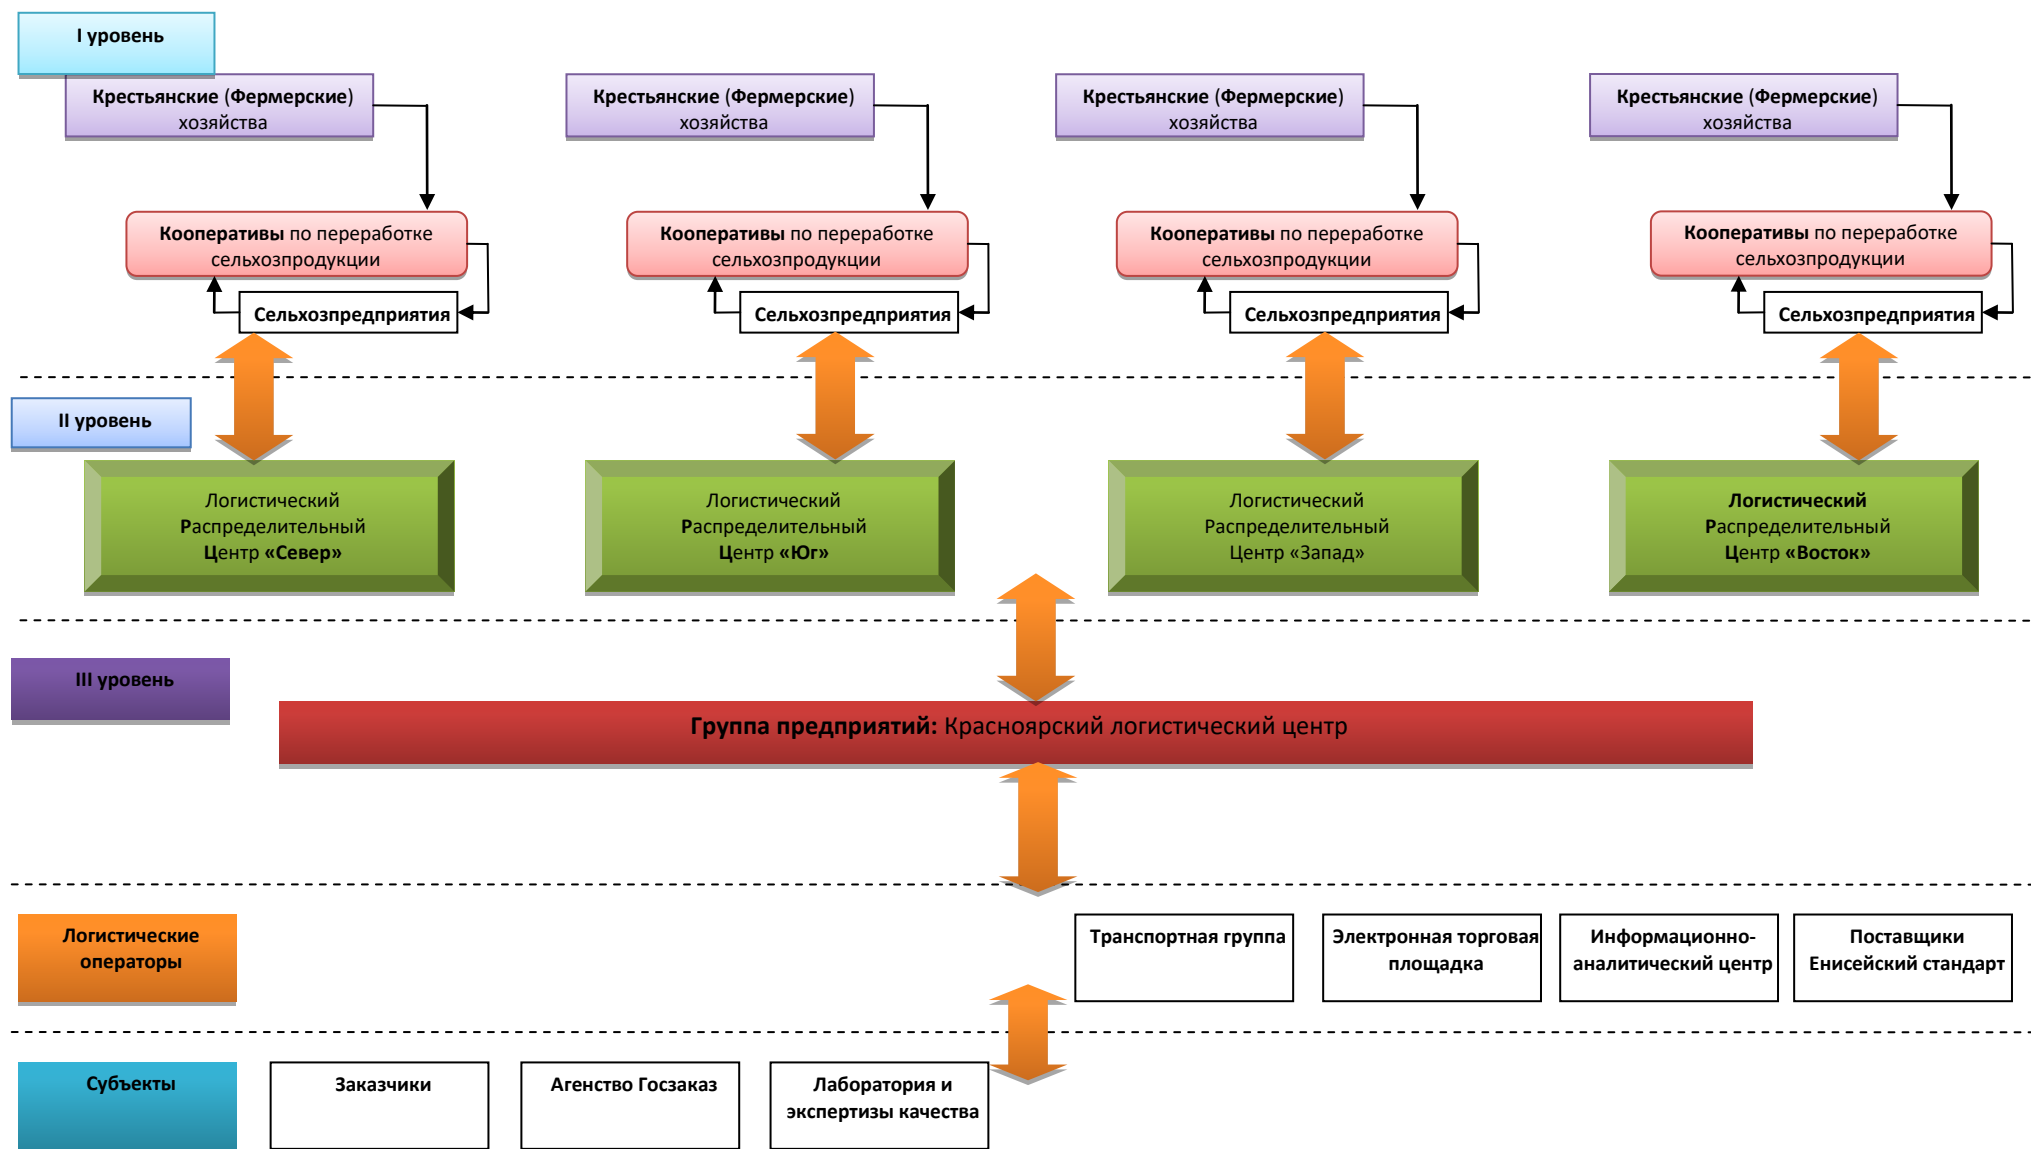 I уровень
Крестьянские (Фермерские)
хозяйства
Крестьянские (Фермерские)
хозяйства
Крестьянские (Фермерские)
хозяйства
Крестьянские (Фермерские)
хозяйства
Кооперативы по переработке
сельхозпродукции
Кооперативы по переработке
сельхозпродукции
Кооперативы по переработке
сельхозпродукции
Кооперативы по переработке
сельхозпродукции
Сельхозпредприятия
Сельхозпредприятия
Сельхозпредприятия
Сельхозпредприятия
II уровень
Логистический
Распределительный
Центр «Север»
Логистический
Распределительный
Центр «Юг»
Логистический
Распределительный
Центр «Запад»
Логистический
Распределительный
Центр «Восток»
III уровень
Группа предприятий: Красноярский логистический центр
Логистические
операторы
Транспортная группа
Электронная торговая
площадка
Информационно-
аналитический центр
Поставщики
Енисейский стандарт
Субъекты
Заказчики
Агенство Госзаказ
Лаборатория и
экспертизы качества